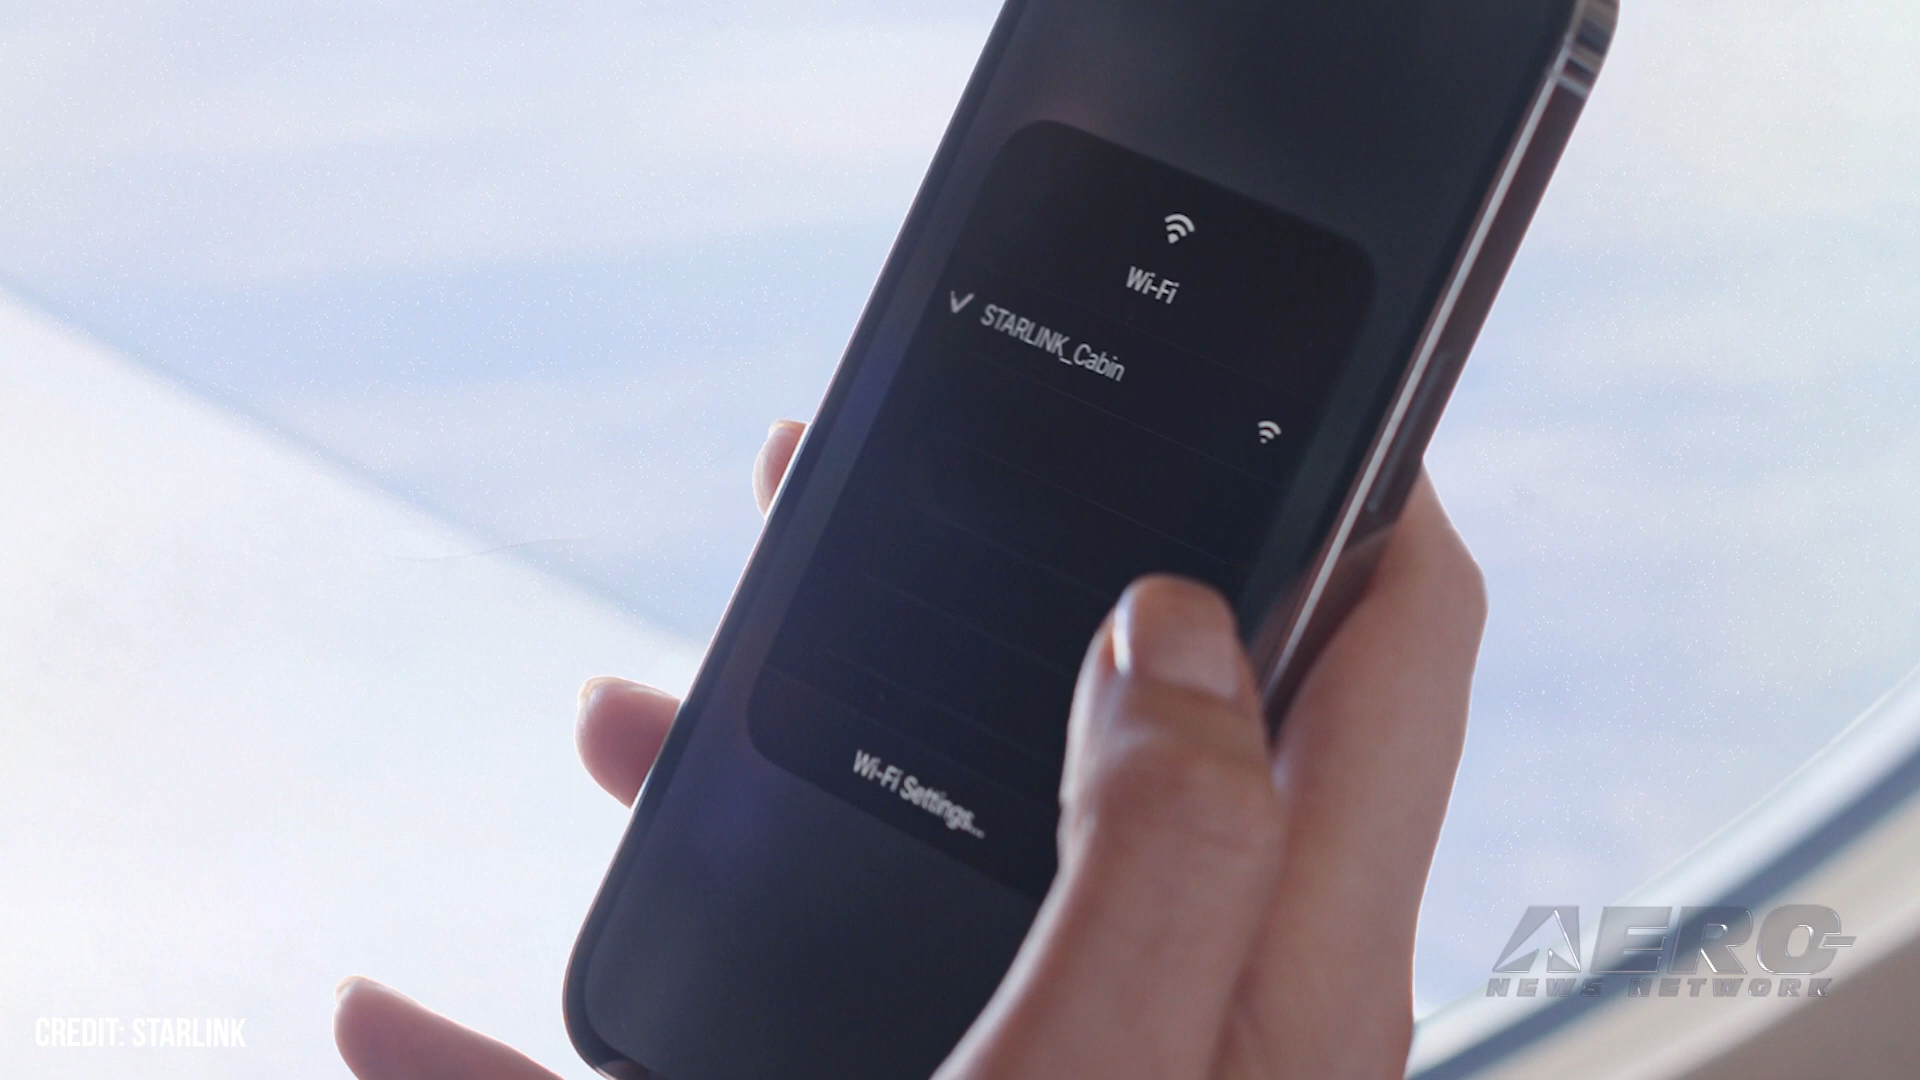 Wi-Fi
STARLINK_Cabin
Wi-Fi Settings...
AERO-
NEWS NETWORK
CREDIT: STARLINK